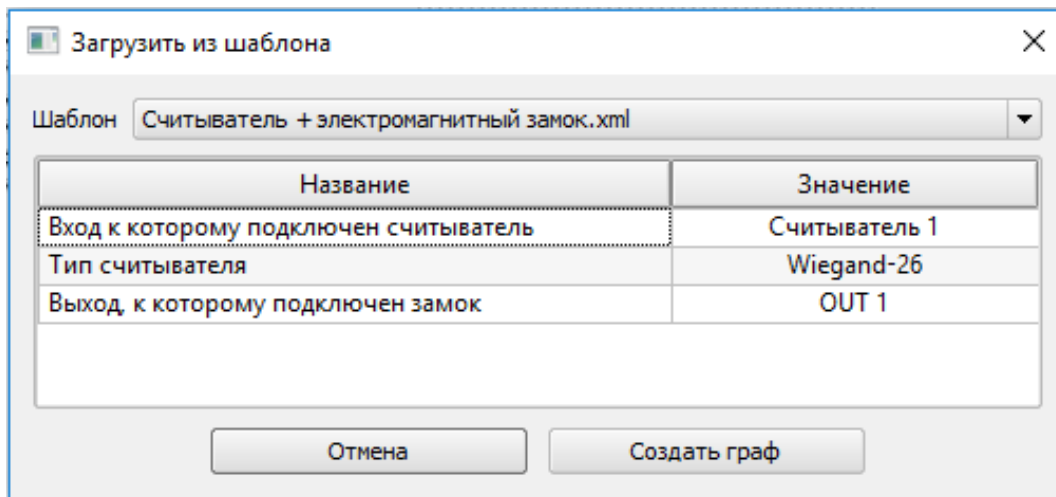 Загрузить из шаблона
Шаблон Считыватель + электромагнитный замок.xml
Название Значение
Вход к которому подключен считыватель Считыватель 1
Тип считывателя Wiegand-26
Выход, к которому подключен замок OUT 1
Отмена Создать граф